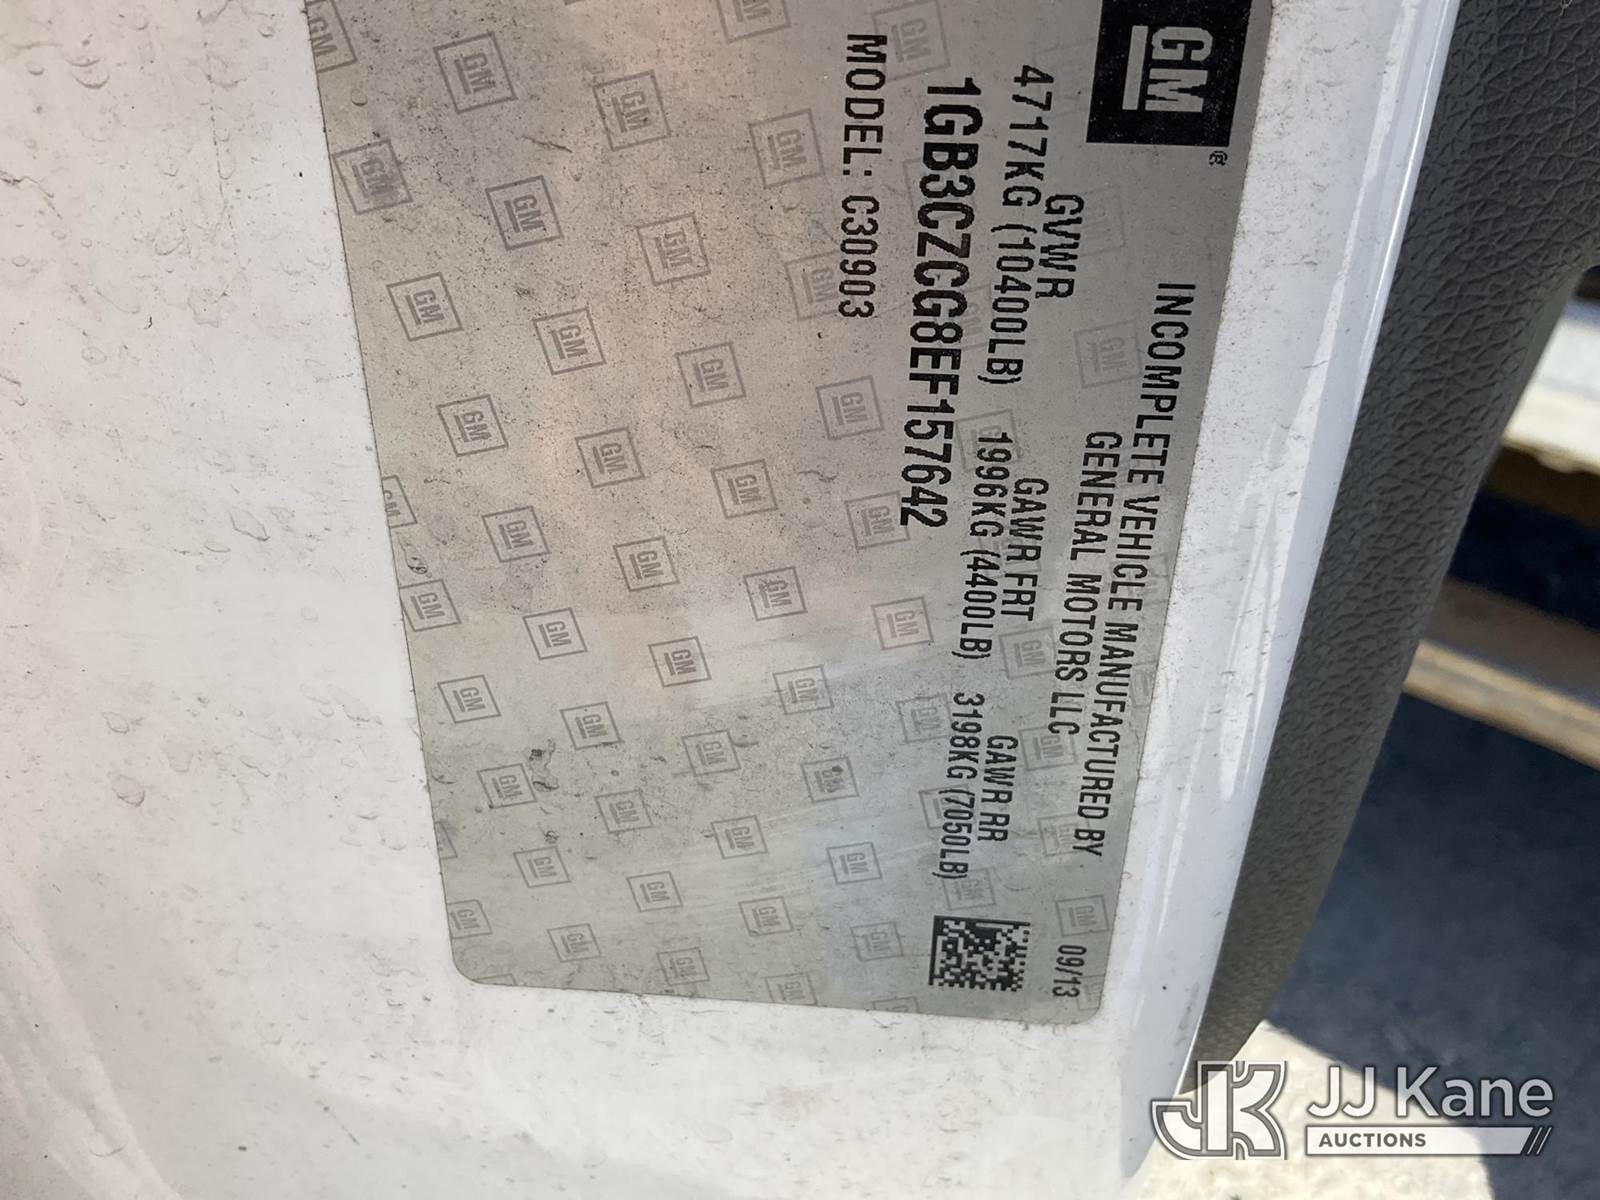 GM®
INCOMPLETE VEHICLE MANUFACTURED BY
GENERAL MOTORS LLC
09/13
GVWR GAWR FRT GAWR RR
4717KG (10400LB) 1996KG (4400LB) 3198KG (7050LB)
1GB3CZCG8EF157642
MODEL: C30903
JK JJ Kane
AUCTIONS